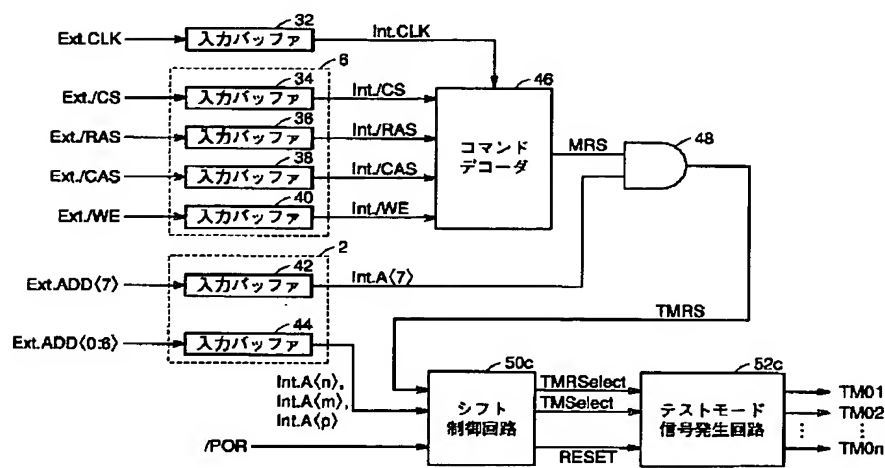 Ext.CLK
入力バッファ
32
Int.CLK
6
Ext./CS
入力バッファ
34
Int./CS
46
Ext./RAS
入力バッファ
36
Int./RAS
コマンド
デコーダ
MRS
48
Ext./CAS
入力バッファ
38
Int./CAS
Ext./WE
入力バッファ
40
Int./WE
2
Ext.ADD〈7〉
入力バッファ
42
Int.A〈7〉
TMRS
Ext.ADD〈0:6〉
入力バッファ
44
Int.A〈n〉,
Int.A〈m〉,
Int.A〈p〉
/POR
50c
シフト
制御回路
TMRSelect
TMSelect
RESET
52c
テストモード
信号発生回路
TM01
TM02
⋮ ⋮
TM0n